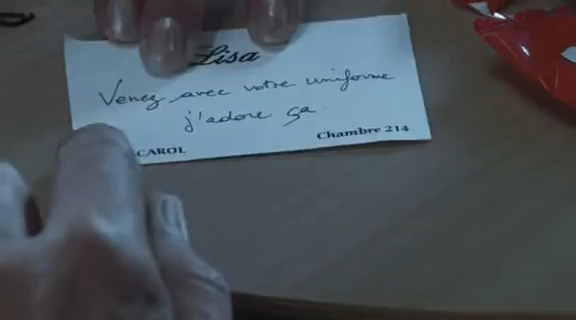 Lisa
Venez avec votre uniforme
j'adore ça
CAROL
Chambre 214